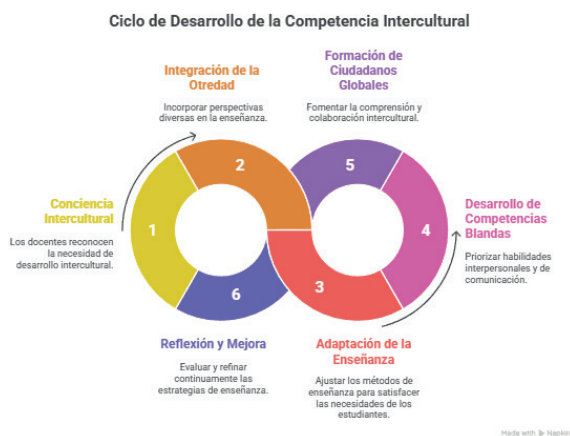 Ciclo de Desarrollo de la Competencia Intercultural
Conciencia
Intercultural
Los docentes reconocen
la necesidad de
desarrollo intercultural.
1
Integración de la
Otredad
Incorporar perspectivas
diversas en la enseñanza.
2
Adaptación de la
Enseñanza
Ajustar los métodos de
enseñanza para satisfacer
las necesidades de los
estudiantes.
3
Desarrollo de
Competencias
Blandas
Priorizar habilidades
interpersonales y de
comunicación.
4
Formación de
Ciudadanos
Globales
Fomentar la comprensión y
colaboración intercultural.
5
Reflexión y Mejora
Evaluar y refinar
continuamente las
estrategias de enseñanza.
6
Made with Napkin